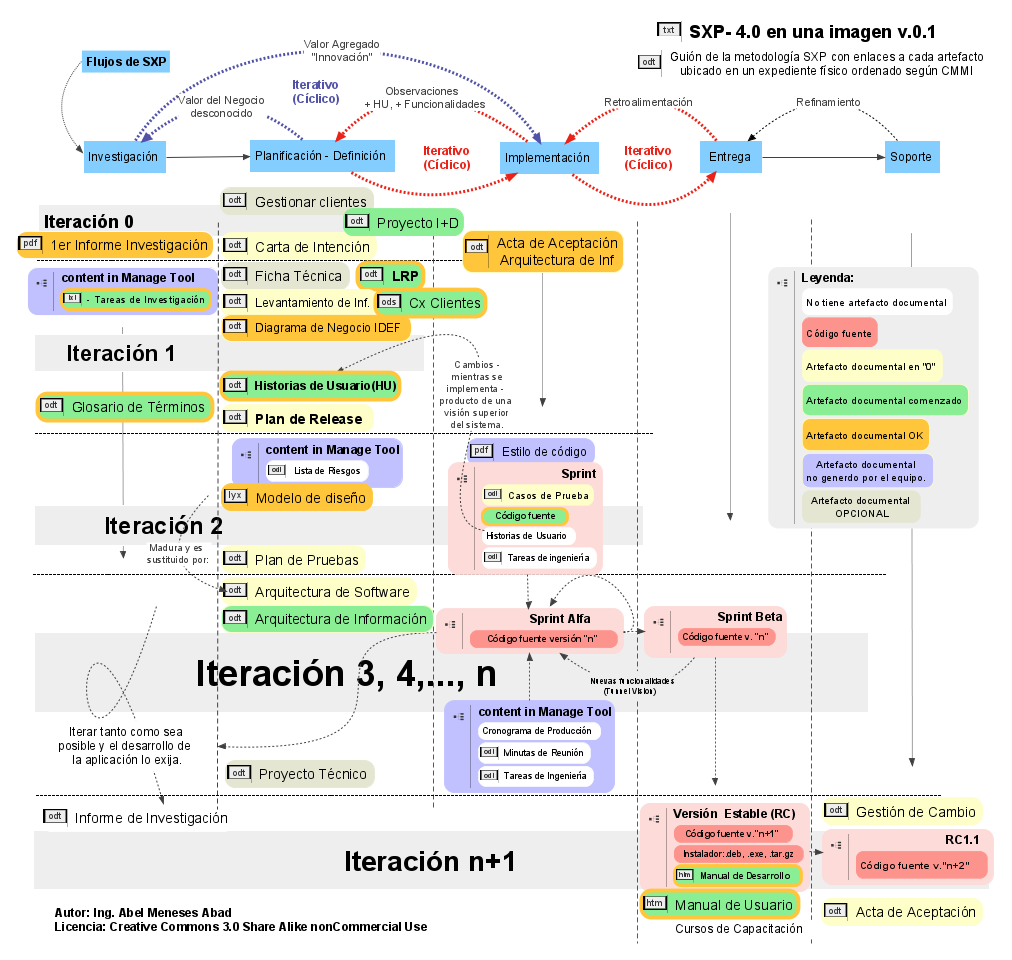 txt SXP- 4.0 en una imagen v.0.1
odt Guión de la metodología SXP con enlaces a cada artefacto
ubicado en un expediente físico ordenado según CMMI
Flujos de SXP
Valor Agregado
"Innovación"
Iterativo
(Cíclico)
Valor del Negocio
desconocido
Observaciones
+ HU, + Funcionalidades
Retroalimentación
Refinamiento
Investigación
Planificación - Definición
Iterativo
(Cíclico)
Implementación
Iterativo
(Cíclico)
Entrega
Soporte
Iteración 0
odt Gestionar clientes
odt Proyecto I+D
pdf 1er Informe Investigación
odt Carta de Intención
odt Acta de Aceptación
Arquitectura de Inf
content in Manage Tool
txt - Tareas de Investigación
odt Ficha Técnica
odt LRP
odt Levantamiento de Inf.
ods Cx Clientes
odt Diagrama de Negocio IDEF
Leyenda:
No tiene artefacto documental
Código fuente
Artefacto documental en "0"
Artefacto documental comenzado
Artefacto documental OK
Artefacto documental
no generdo por el equipo.
Artefacto documental
OPCIONAL
Iteración 1
Cambios -
mientras se
implementa -
producto de una
visión superior
del sistema.
odt Historias de Usuario(HU)
odt Glosario de Términos
odt Plan de Release
content in Manage Tool
odt Lista de Riesgos
pdf Estilo de código
lyx Modelo de diseño
Sprint
odt Casos de Prueba
Código fuente
Historias de Usuario
odt Tareas de ingeniería
Iteración 2
Madura y es
sustituido por:
odt Plan de Pruebas
odt Arquitectura de Software
odt Arquitectura de Información
Sprint Alfa
Código fuente versión "n"
Sprint Beta
Código fuente v. "n"
Iteración 3, 4,..., n
Nuevas funcionalidades
(Tunnel Vision)
Iterar tanto como sea
posible y el desarrollo de
la aplicación lo exija.
content in Manage Tool
Cronograma de Producción
odt Minutas de Reunión
odt Tareas de Ingeniería
odt Proyecto Técnico
odt Informe de Investigación
Versión Estable (RC)
Código fuente v."n+1"
Instalador:.deb, .exe, .tar.gz
htm Manual de Desarrollo
odt Gestión de Cambio
RC1.1
Código fuente v."n+2"
Iteración n+1
htm Manual de Usuario
Cursos de Capacitación
odt Acta de Aceptación
Autor: Ing. Abel Meneses Abad
Licencia: Creative Commons 3.0 Share Alike nonCommercial Use